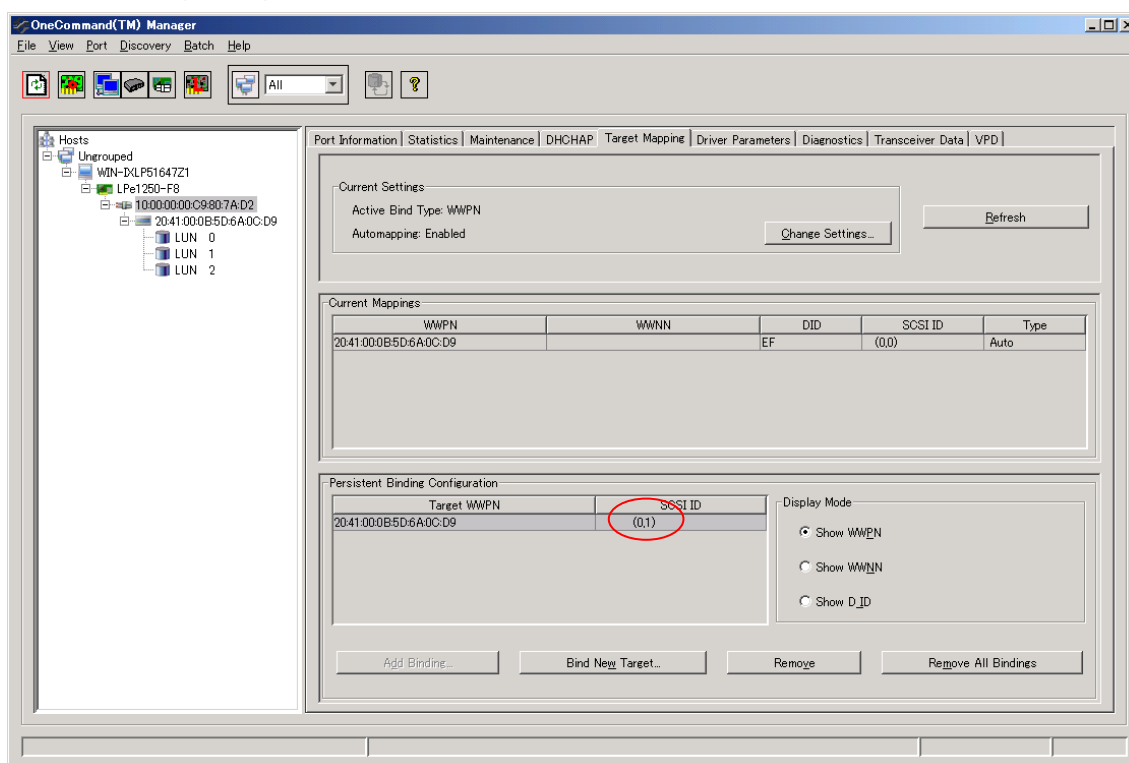 OneCommand(TM) Manager
File View Port Discovery Batch Help
All
Hosts
Ungrouped
WIN-IXLP51647Z1
LPe1250-F8
10:00:00:00:C9:80:7A:D2
20:41:00:0B:5D:6A:0C:D9
LUN 0
LUN 1
LUN 2
Port Information Statistics Maintenance DHCHAP Target Mapping Driver Parameters Diagnostics Transceiver Data VPD
Current Settings
Active Bind Type: WWPN
Automapping: Enabled
Change Settings...
Refresh
Current Mappings
WWPN WWNN DID SCSI ID Type
20:41:00:0B:5D:6A:0C:D9 EF (0,0) Auto
Persistent Binding Configuration
Target WWPN SCSI ID
20:41:00:0B:5D:6A:0C:D9 (0,1)
Display Mode
Show WWPN
Show WWNN
Show D_ID
Add Binding... Bind New Target... Remove Remove All Bindings